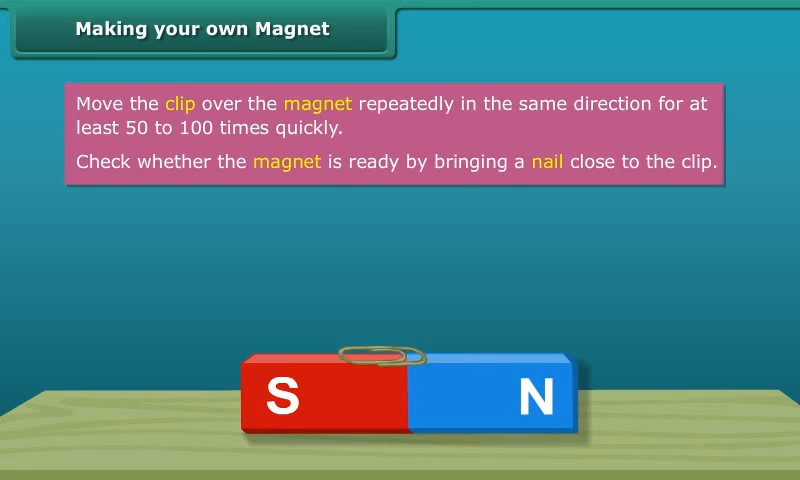 Making your own Magnet
Move the clip over the magnet repeatedly in the same direction for at
least 50 to 100 times quickly.
Check whether the magnet is ready by bringing a nail close to the clip.
S N